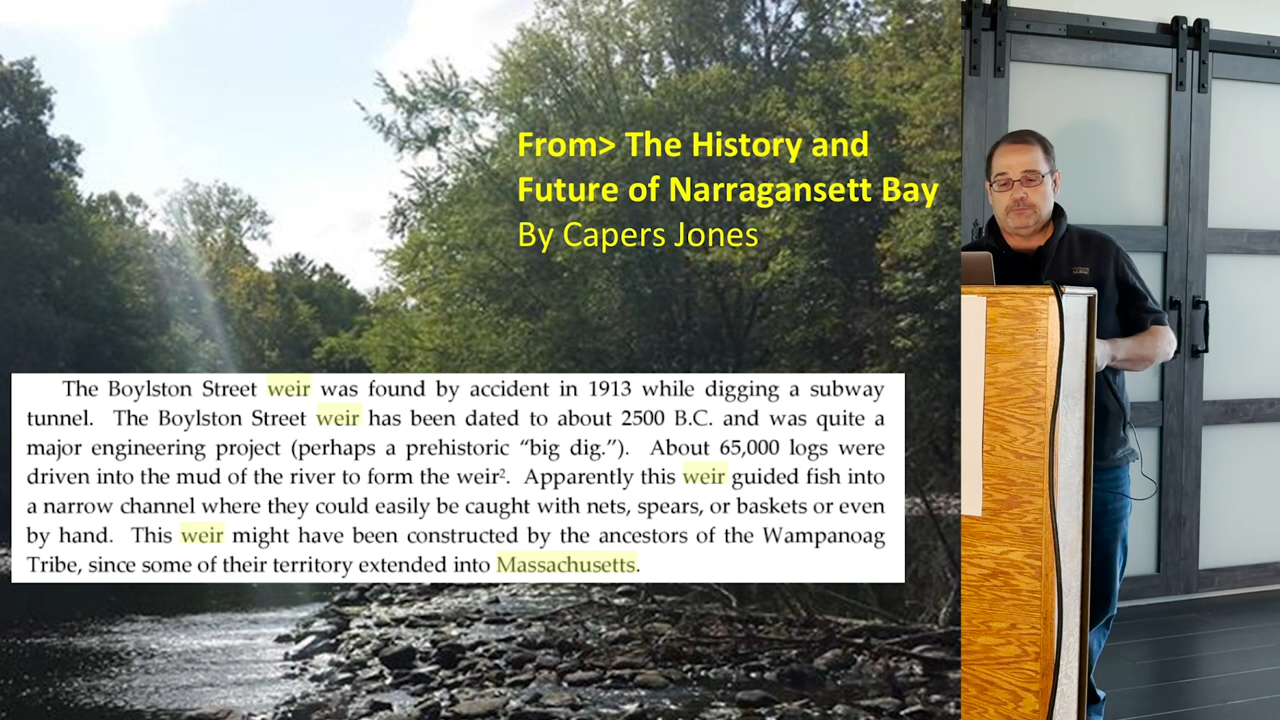 From> The History and
Future of Narragansett Bay
By Capers Jones
The Boylston Street weir was found by accident in 1913 while digging a subway
tunnel. The Boylston Street weir has been dated to about 2500 B.C. and was quite a
major engineering project (perhaps a prehistoric “big dig.”). About 65,000 logs were
driven into the mud of the river to form the weir². Apparently this weir guided fish into
a narrow channel where they could easily be caught with nets, spears, or baskets or even
by hand. This weir might have been constructed by the ancestors of the Wampanoag
Tribe, since some of their territory extended into Massachusetts.